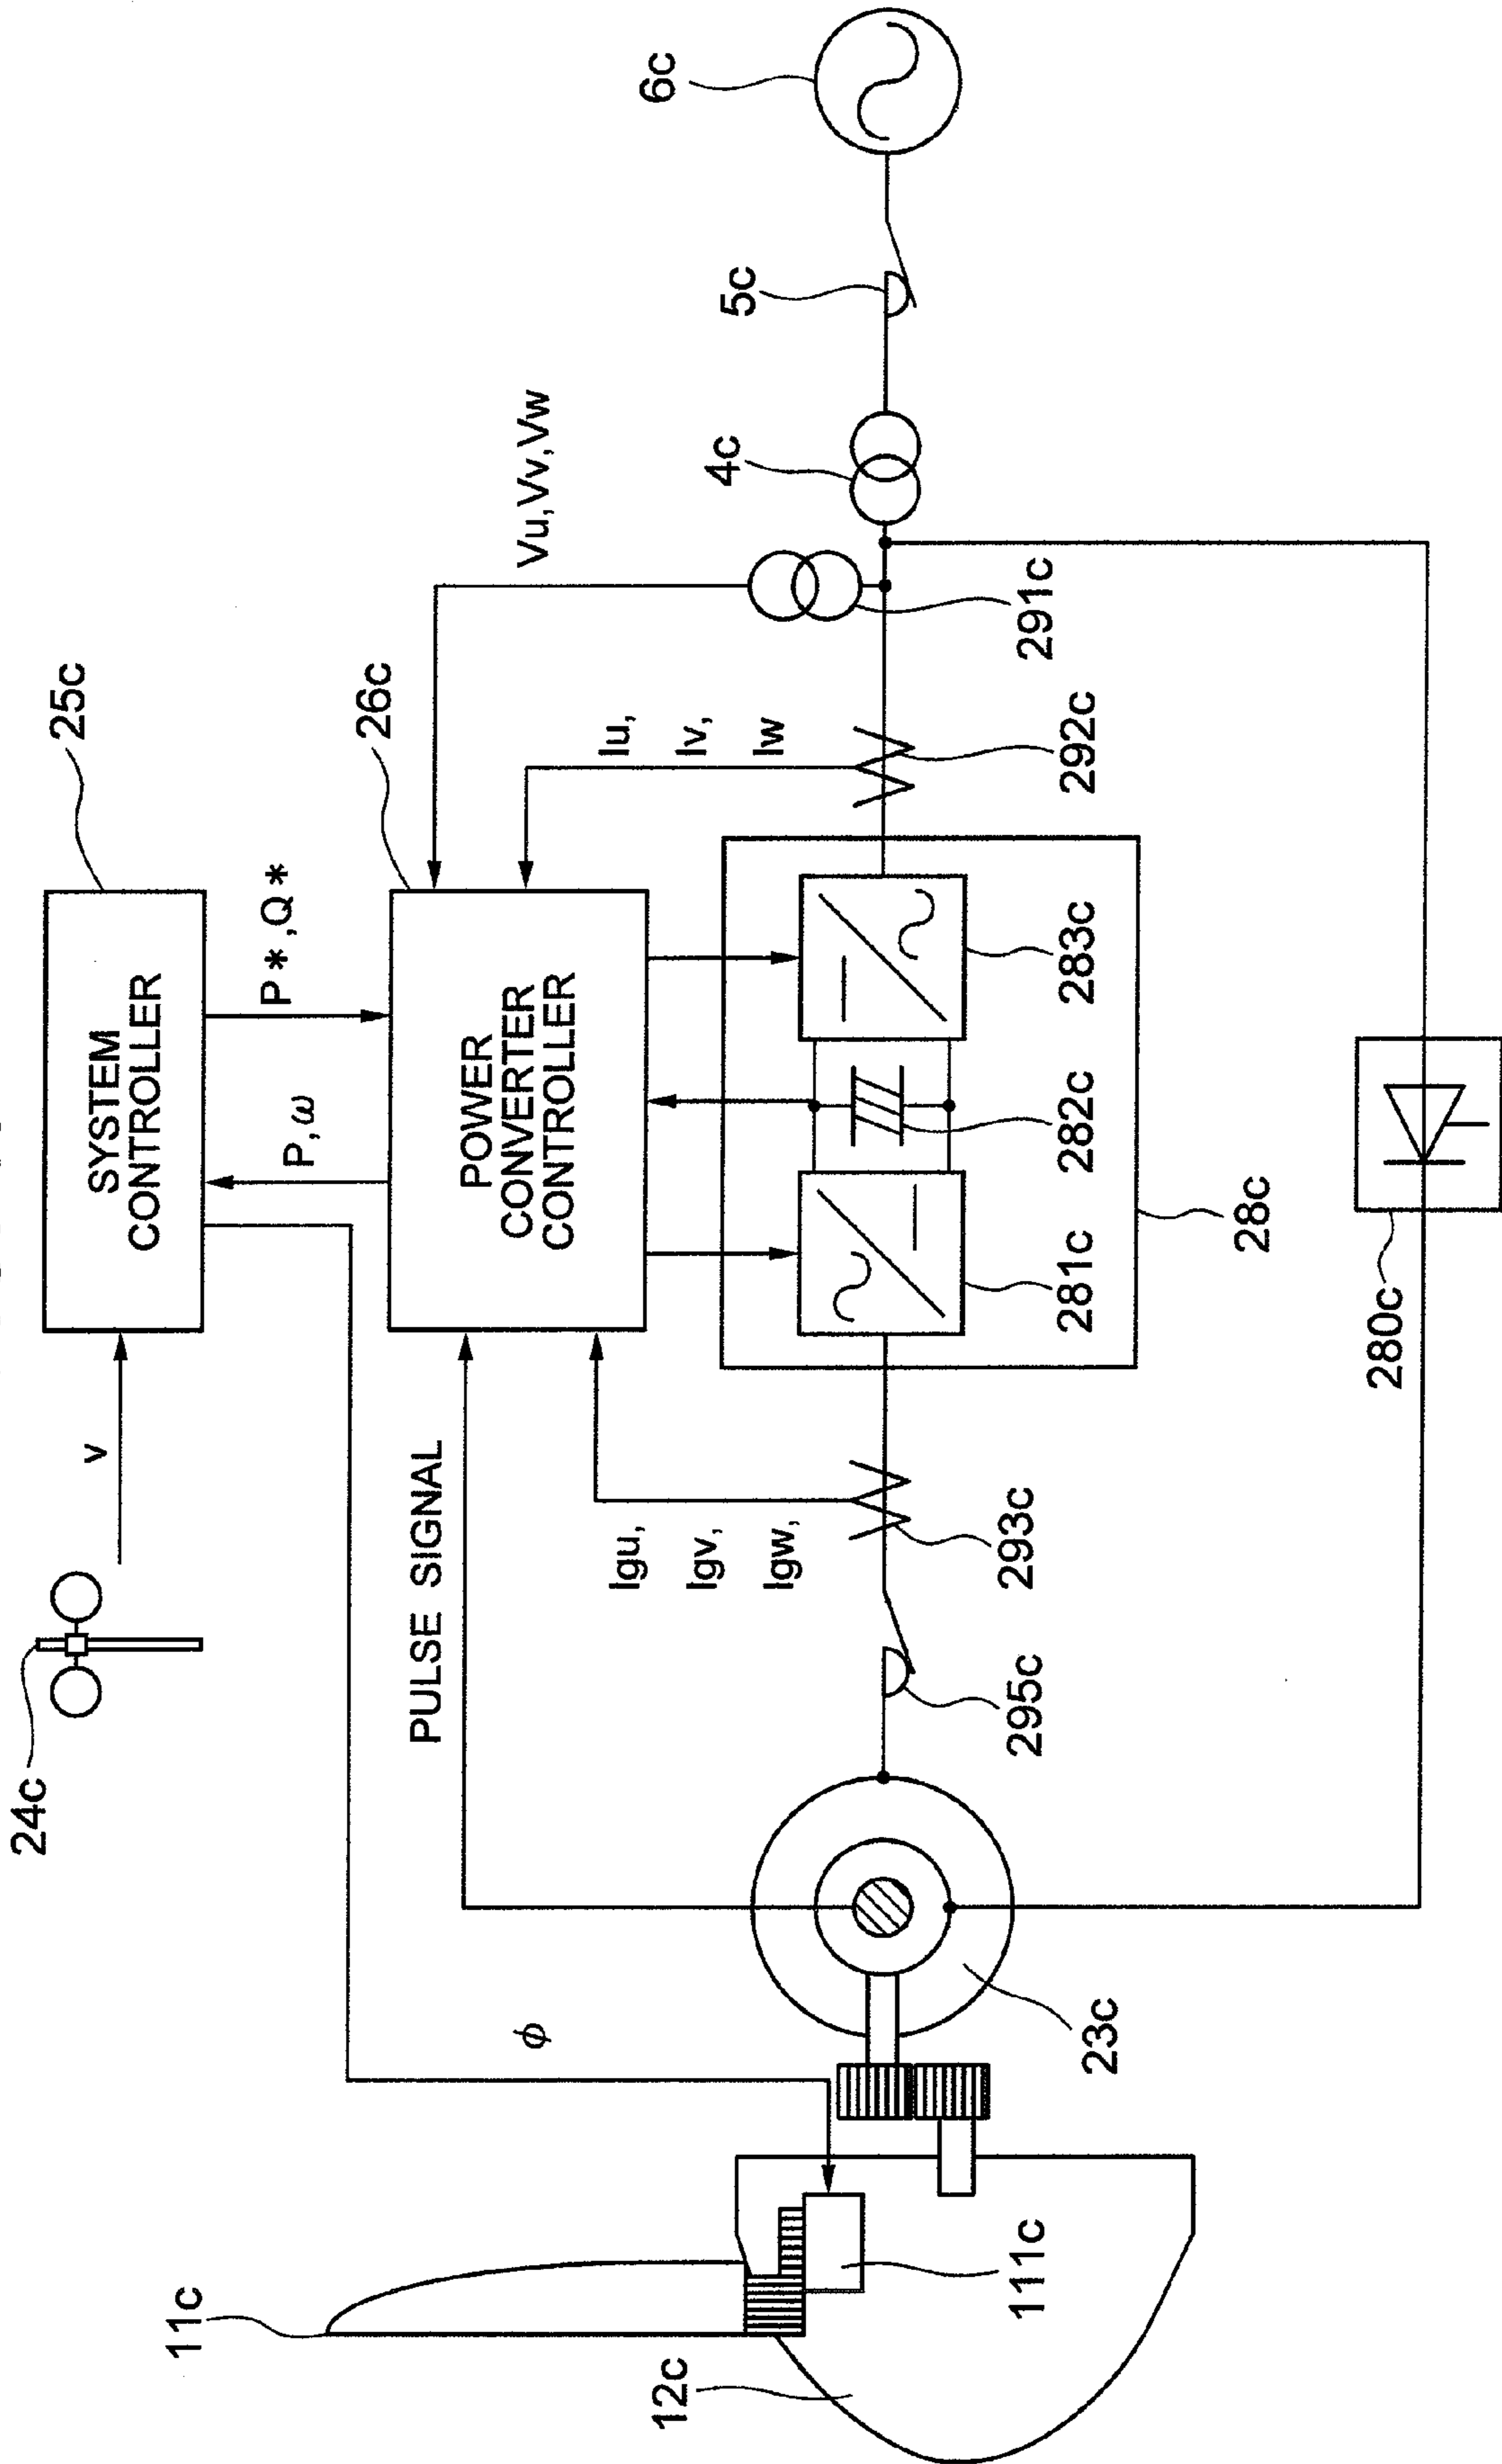 24c
v
SYSTEM
CONTROLLER
25c
P*,Q*
P,ω
φ
POWER
CONVERTER
CONTROLLER
26c
PULSE SIGNAL
Vu,Vv,Vw
Iu,
Iv,
Iw
Igu,
Igv,
Igw,
11c
12c
111c
23c
295c
293c
281c
282c
283c
28c
292c
291c
4c
5c
6c
280c